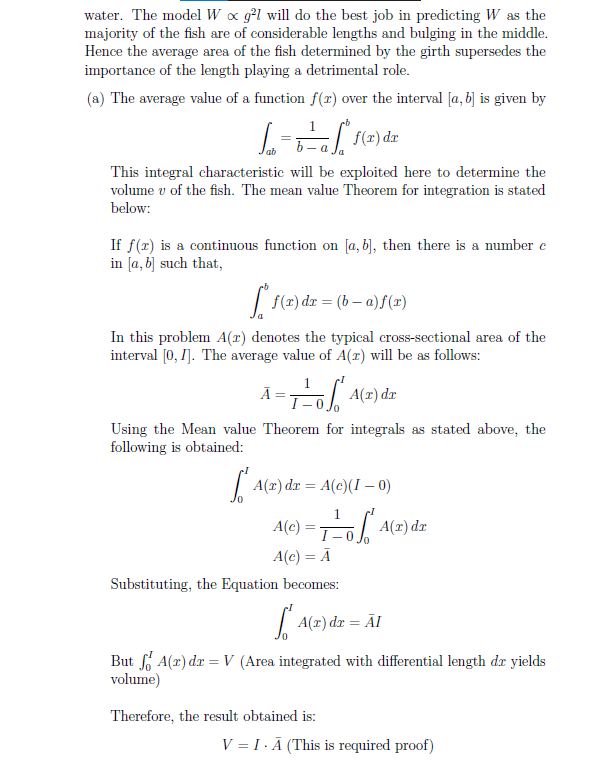 water. The model W ∝ g²l will do the best job in predicting W as the
majority of the fish are of considerable lengths and bulging in the middle.
Hence the average area of the fish determined by the girth supersedes the
importance of the length playing a detrimental role.
(a) The average value of a function f(x) over the interval [a, b] is given by
∫_{ab} = \frac{1}{b − a} ∫_a^b f(x) dx
This integral characteristic will be exploited here to determine the
volume v of the fish. The mean value Theorem for integration is stated
below:
If f(x) is a continuous function on [a, b], then there is a number c
in [a, b] such that,
∫_a^b f(x) dx = (b − a)f(x)
In this problem A(x) denotes the typical cross-sectional area of the
interval [0, I]. The average value of A(x) will be as follows:
Ā = \frac{1}{I − 0} ∫_0^I A(x) dx
Using the Mean value Theorem for integrals as stated above, the
following is obtained:
∫_0^I A(x) dx = A(c)(I − 0)
A(c) = \frac{1}{I − 0} ∫_0^I A(x) dx
A(c) = Ā
Substituting, the Equation becomes:
∫_0^I A(x) dx = ĀI
But ∫_0^I A(x) dx = V (Area integrated with differential length dx yields
volume)
Therefore, the result obtained is:
V = I · Ā (This is required proof)